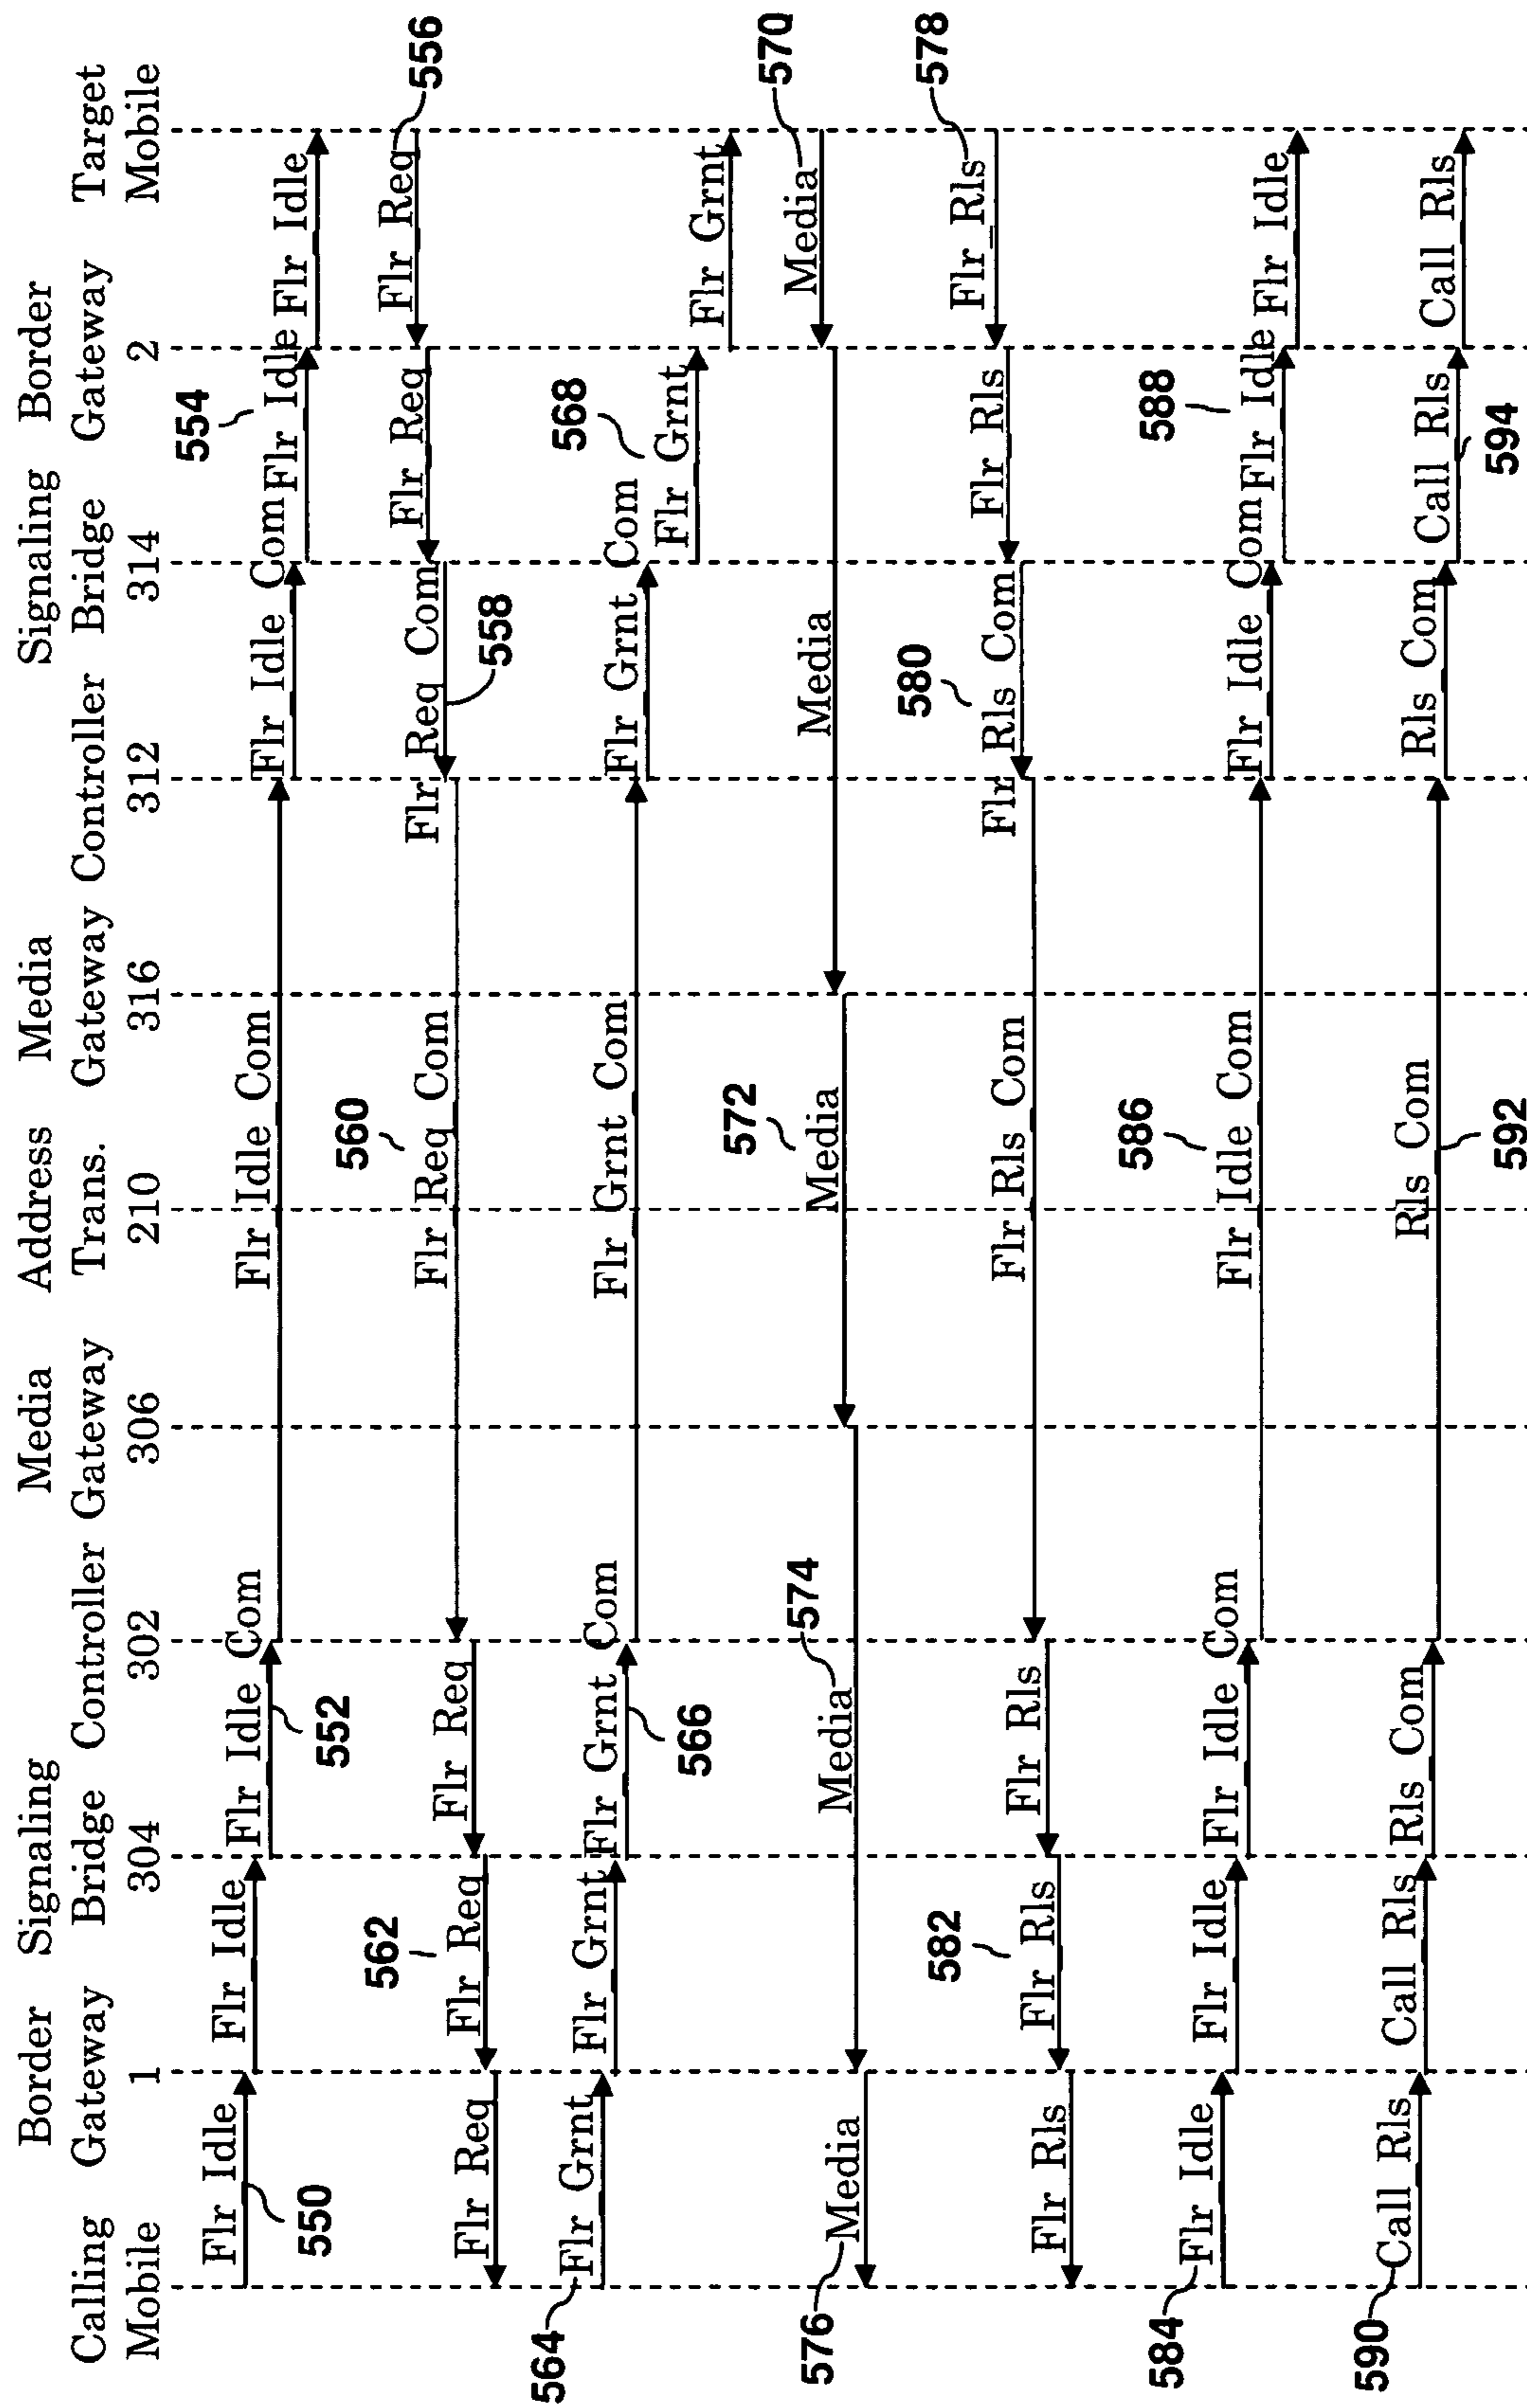 Calling Mobile
Border Gateway 1
Signaling Bridge 304
Controller 302
Media Gateway 306
Address Trans. 210
Media Gateway 316
Controller 312
Signaling Bridge 314
Border Gateway 2
Target Mobile
Flr Idle
550
Flr Idle
Flr Idle Com
552
Flr Idle Com
Flr Idle Com
Flr Idle
554
Flr Idle
Flr Req
556
Flr Req
Flr Req Com
558
Flr Req Com
560
Flr Req
Flr Req
562
Flr Req
564
Flr Grnt
Flr Grnt
Flr Grnt Com
566
Flr Grnt Com
Flr Grnt Com
568
Flr Grnt
Flr Grnt
570
Media
Media
572
Media
574
Media
576
Media
578
Flr Rls
Flr Rls
580
Flr Rls Com
Flr Rls Com
Flr Rls
582
Flr Rls
Flr Rls
584
Flr Idle
Flr Idle
Flr Idle Com
586
Flr Idle Com
Flr Idle Com
588
Flr Idle
Flr Idle
590
Call Rls
Call Rls
Rls Com
Rls Com
592
Rls Com
Call Rls
594
Call Rls